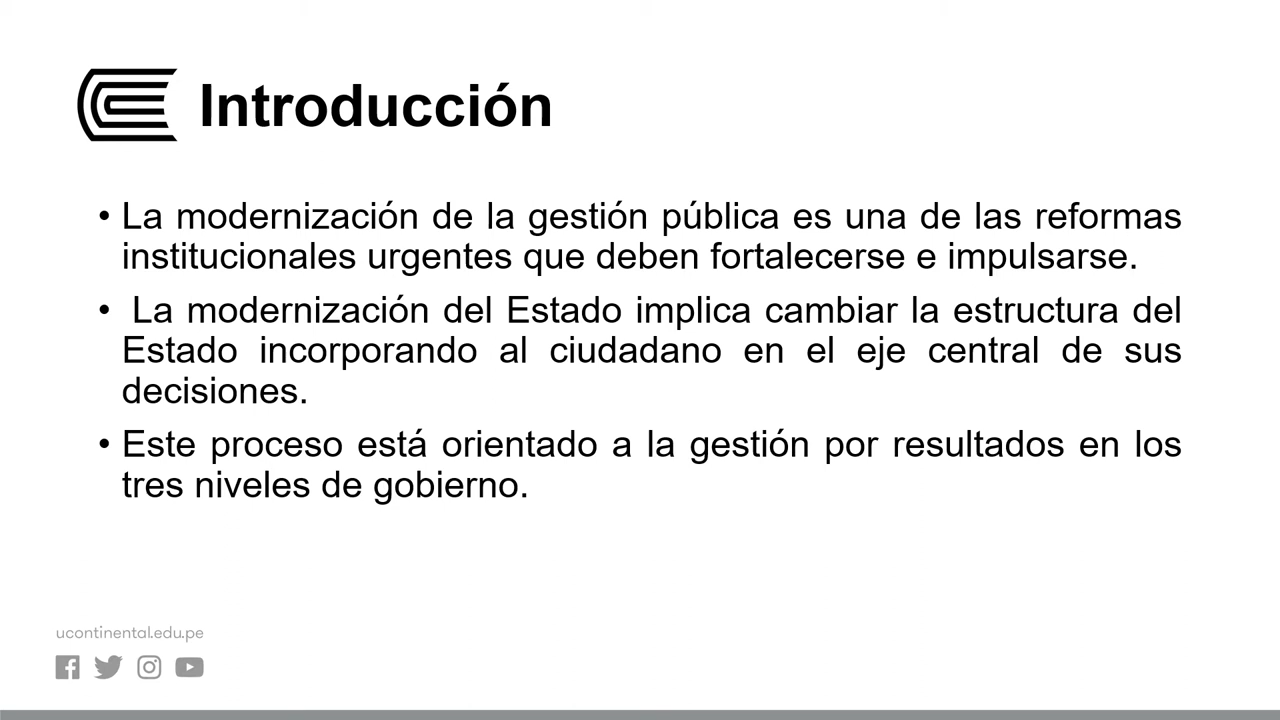 Introducción
• La modernización de la gestión pública es una de las reformas
institucionales urgentes que deben fortalecerse e impulsarse.
• La modernización del Estado implica cambiar la estructura del
Estado incorporando al ciudadano en el eje central de sus
decisiones.
• Este proceso está orientado a la gestión por resultados en los
tres niveles de gobierno.
ucontinental.edu.pe